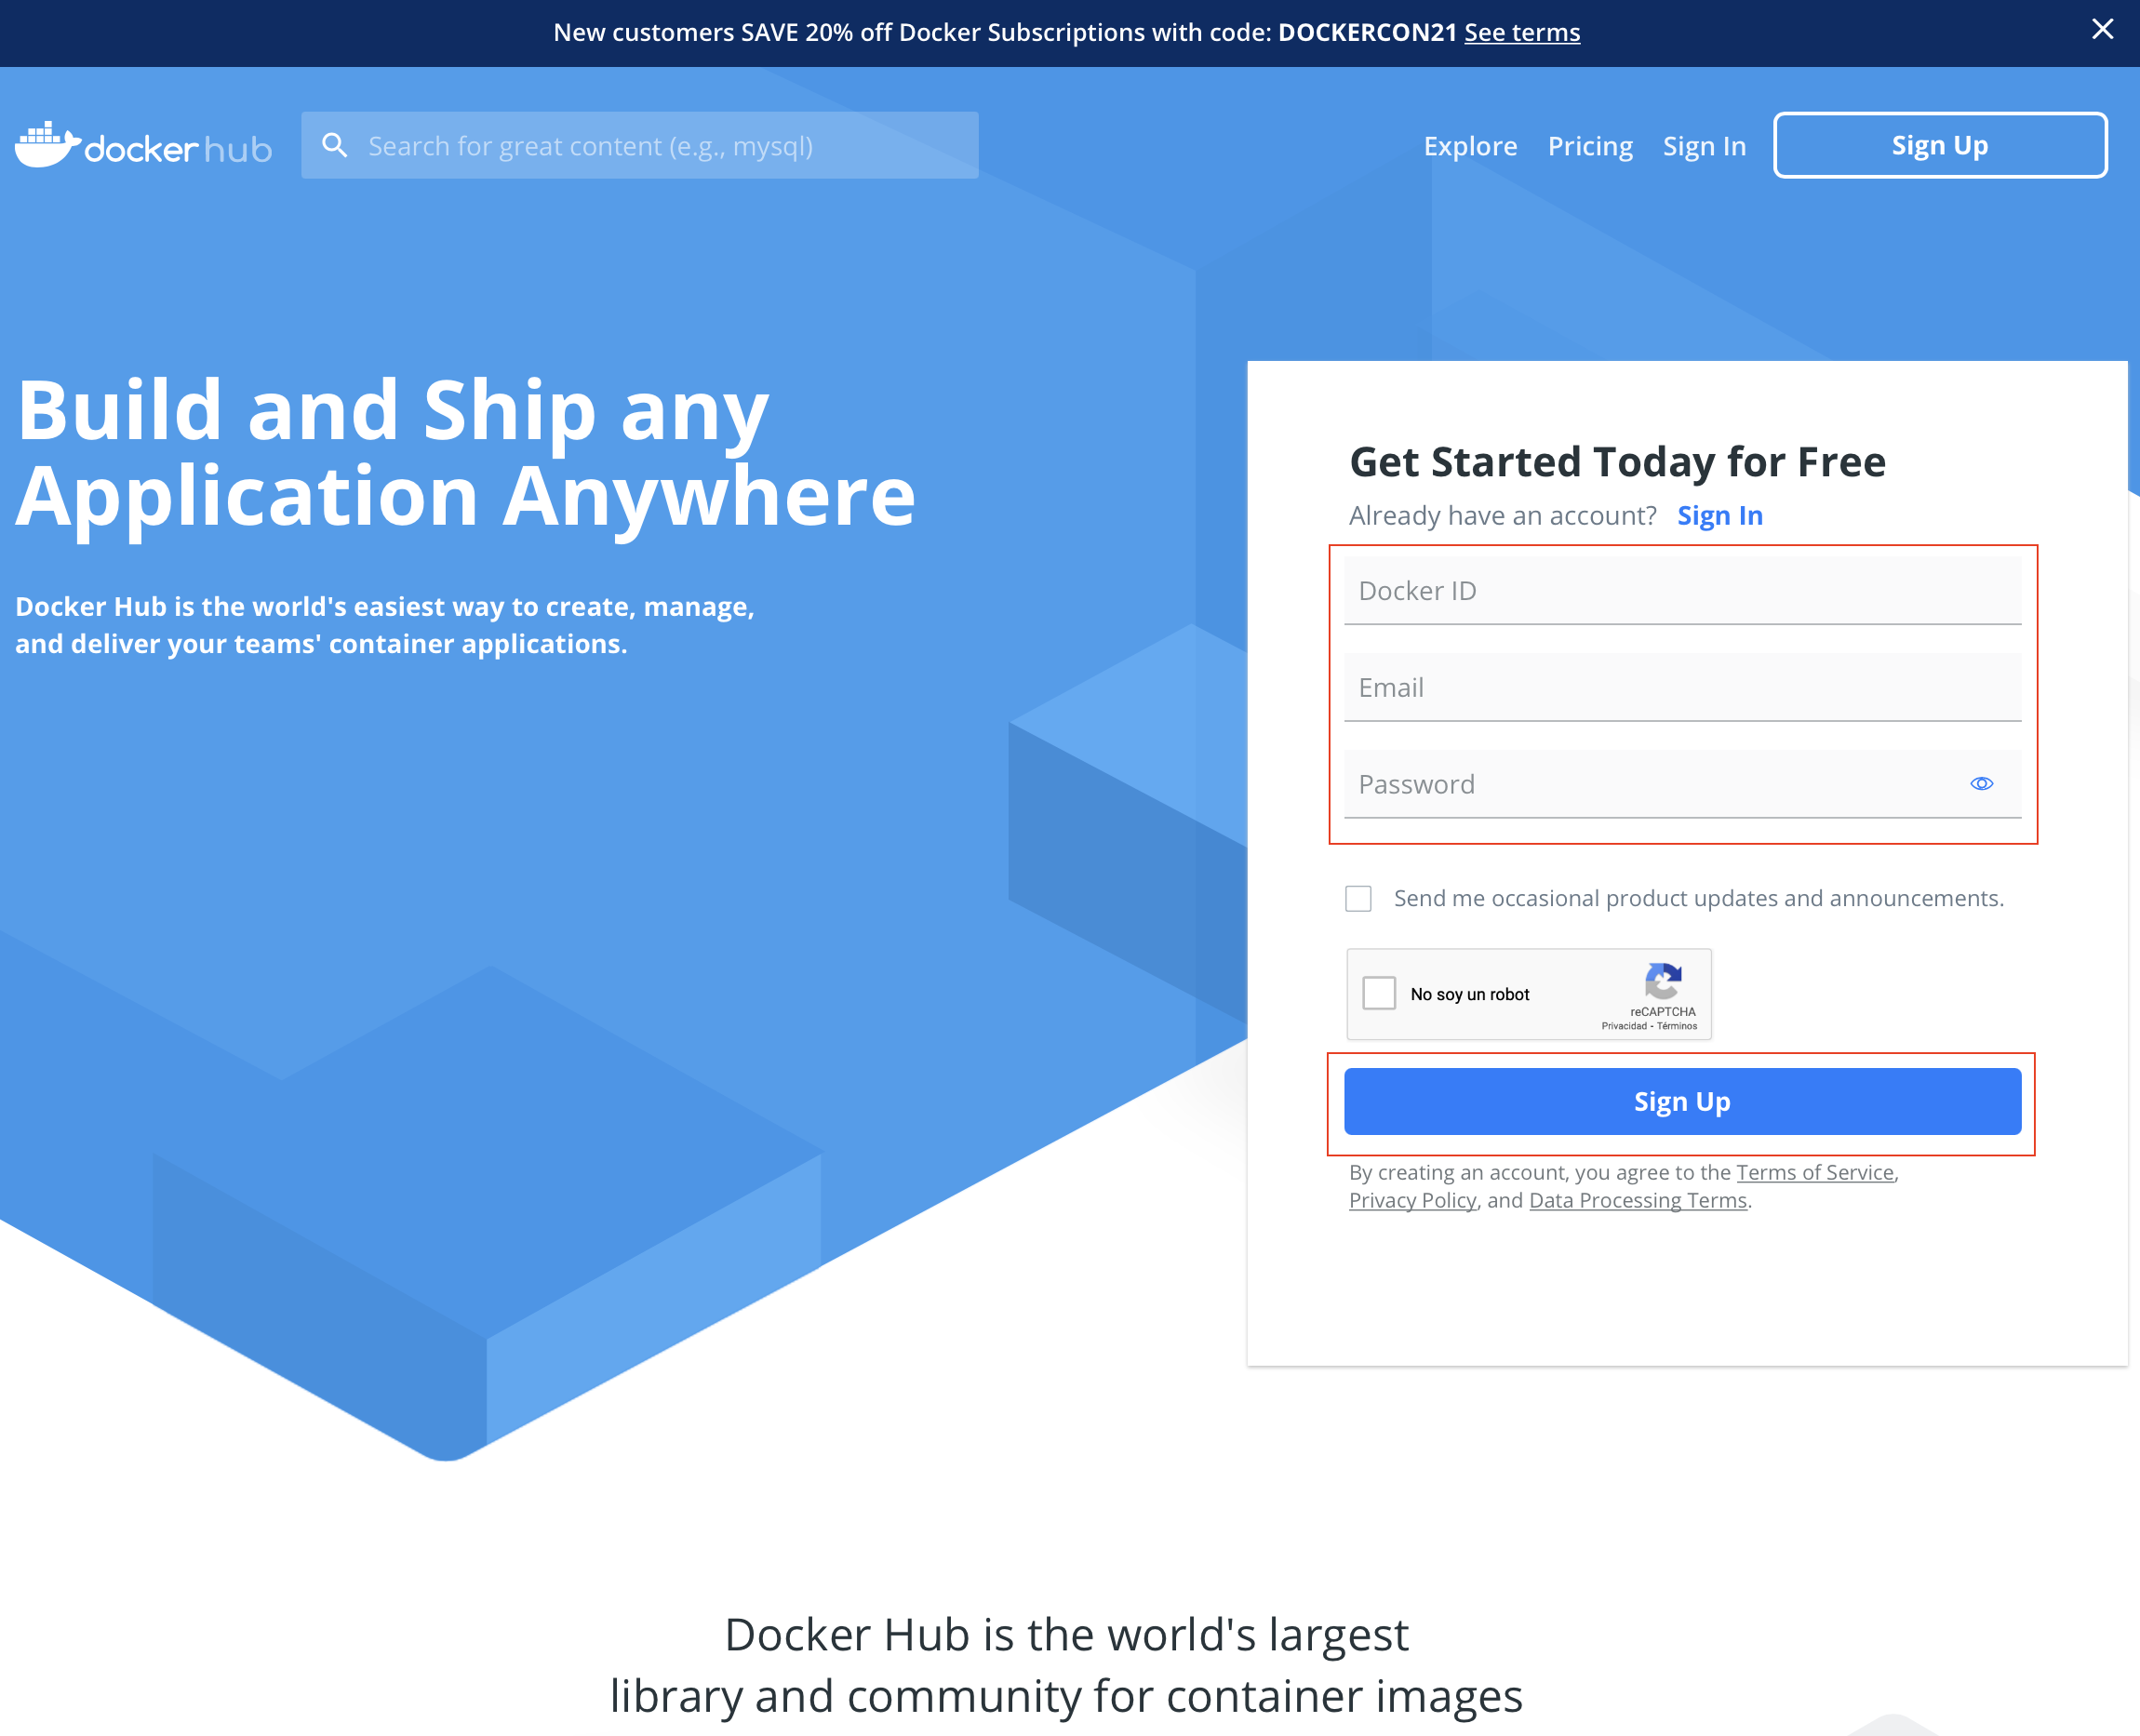 New customers SAVE 20% off Docker Subscriptions with code: DOCKERCON21 See terms
docker hub
Search for great content (e.g., mysql)
Explore
Pricing
Sign In
Sign Up
Build and Ship any
Application Anywhere
Docker Hub is the world's easiest way to create, manage,
and deliver your teams' container applications.
Get Started Today for Free
Already have an account? Sign In
Docker ID
Email
Password
Send me occasional product updates and announcements.
No soy un robot
reCAPTCHA
Privacidad - Términos
Sign Up
By creating an account, you agree to the Terms of Service,
Privacy Policy, and Data Processing Terms.
Docker Hub is the world's largest
library and community for container images